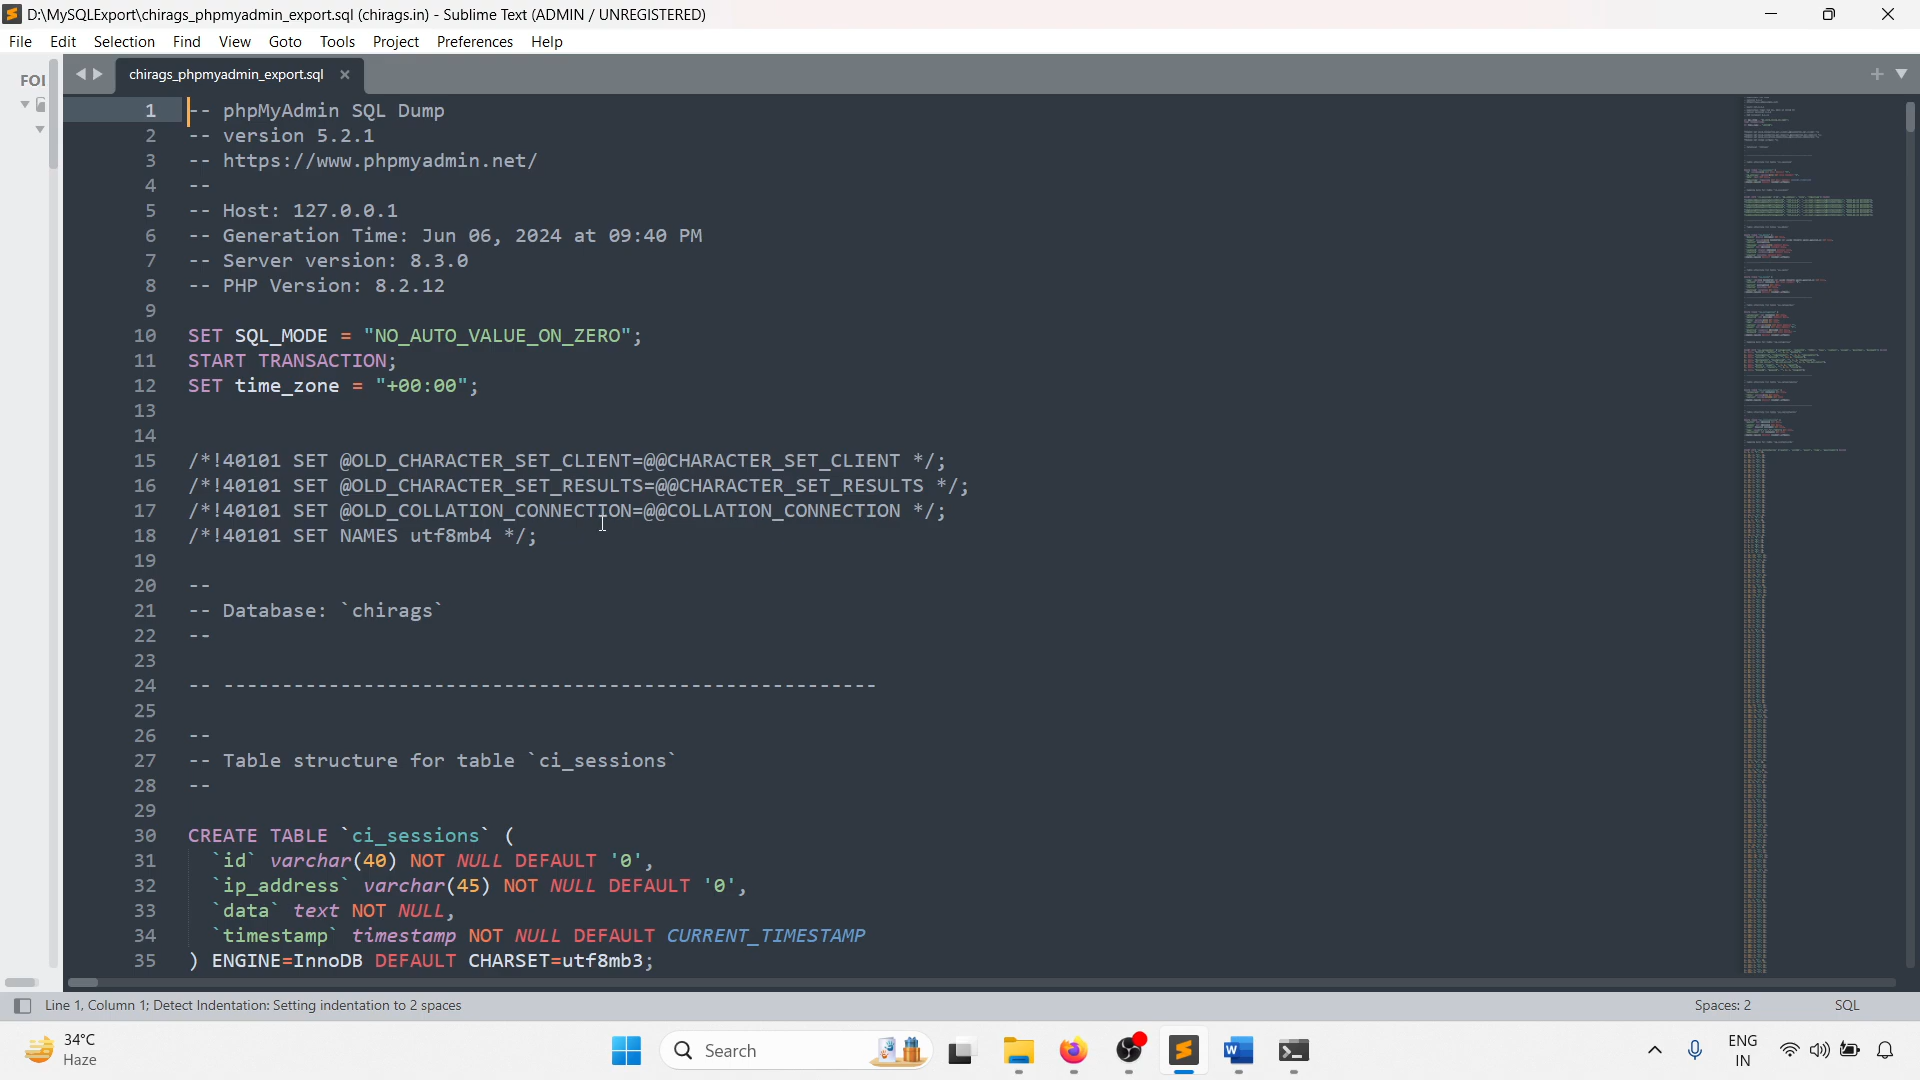 D:\MySQLExport\chirags_phpmyadmin_export.sql (chirags.in) - Sublime Text (ADMIN / UNREGISTERED)
File Edit Selection Find View Goto Tools Project Preferences Help
FOI
chirags_phpmyadmin_export.sql
1 -- phpMyAdmin SQL Dump
2 -- version 5.2.1
3 -- https://www.phpmyadmin.net/
4 --
5 -- Host: 127.0.0.1
6 -- Generation Time: Jun 06, 2024 at 09:40 PM
7 -- Server version: 8.3.0
8 -- PHP Version: 8.2.12
9
10 SET SQL_MODE = "NO_AUTO_VALUE_ON_ZERO";
11 START TRANSACTION;
12 SET time_zone = "+00:00";
13
14
15 /*!40101 SET @OLD_CHARACTER_SET_CLIENT=@@CHARACTER_SET_CLIENT */;
16 /*!40101 SET @OLD_CHARACTER_SET_RESULTS=@@CHARACTER_SET_RESULTS */;
17 /*!40101 SET @OLD_COLLATION_CONNECTION=@@COLLATION_CONNECTION */;
18 /*!40101 SET NAMES utf8mb4 */;
19
20 --
21 -- Database: `chirags`
22 --
23
24 -- --------------------------------------------------------
25
26 --
27 -- Table structure for table `ci_sessions`
28 --
29
30 CREATE TABLE `ci_sessions` (
31 `id` varchar(40) NOT NULL DEFAULT '0',
32 `ip_address` varchar(45) NOT NULL DEFAULT '0',
33 `data` text NOT NULL,
34 `timestamp` timestamp NOT NULL DEFAULT CURRENT_TIMESTAMP
35 ) ENGINE=InnoDB DEFAULT CHARSET=utf8mb3;
Line 1, Column 1; Detect Indentation: Setting indentation to 2 spaces Spaces: 2 SQL
34°C
Haze
Search
ENG
IN